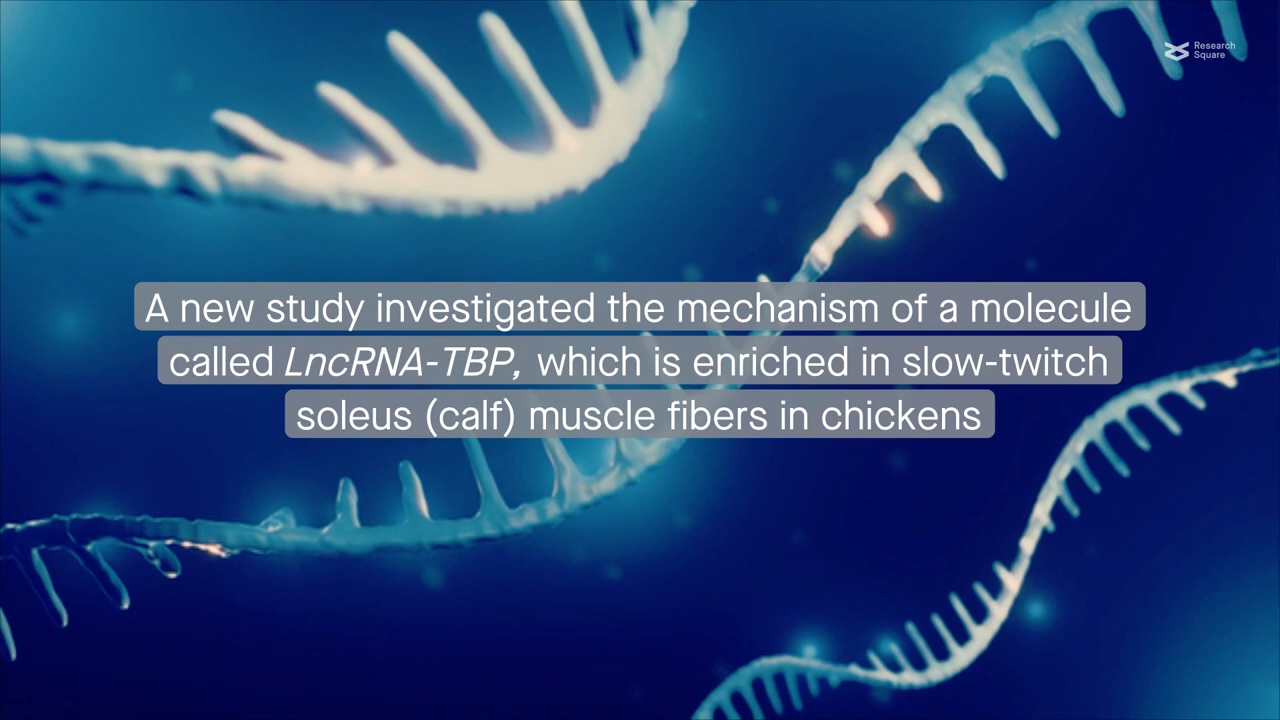 Research
Square
A new study investigated the mechanism of a molecule
called LncRNA-TBP, which is enriched in slow-twitch
soleus (calf) muscle fibers in chickens